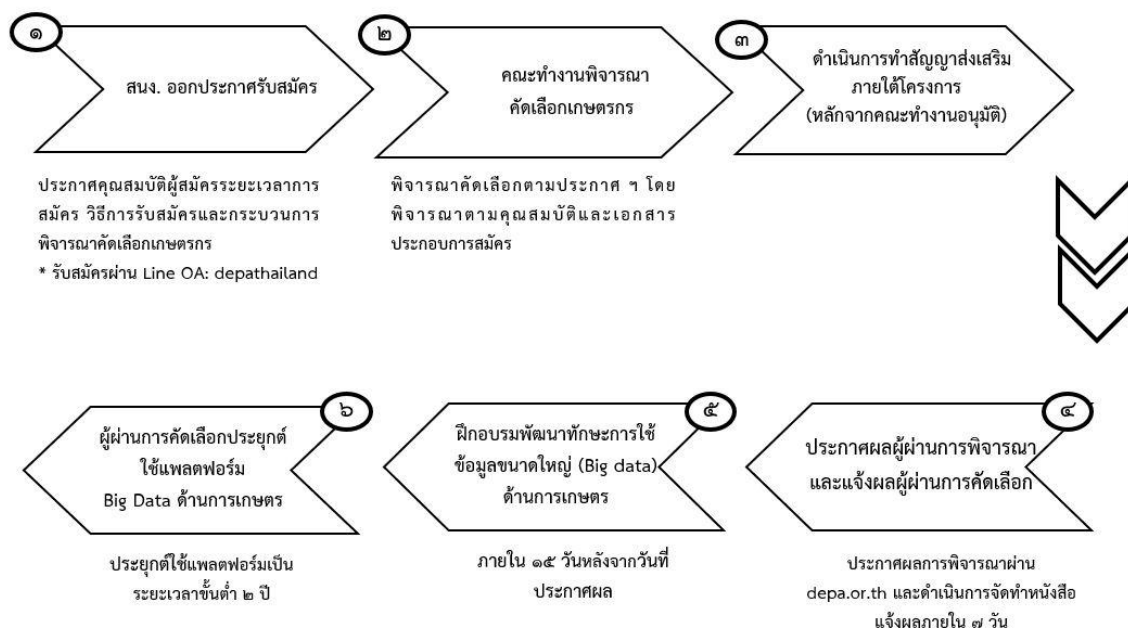 ๑
สนง. ออกประกาศรับสมัคร
ประกาศคุณสมบัติผู้สมัครระยะเวลาการ
สมัคร วิธีการรับสมัครและกระบวนการ
พิจารณาคัดเลือกเกษตรกร
* รับสมัครผ่าน Line OA: depathailand
๒
คณะทำงานพิจารณา
คัดเลือกเกษตรกร
พิจารณาคัดเลือกตามประกาศ ฯ โดย
พิจารณาตามคุณสมบัติและเอกสาร
ประกอบการสมัคร
๓
ดำเนินการทำสัญญาส่งเสริม
ภายใต้โครงการ
(หลักจากคณะทำงานอนุมัติ)
๔
ประกาศผลผู้ผ่านการพิจารณา
และแจ้งผลผู้ผ่านการคัดเลือก
ประกาศผลการพิจารณาผ่าน
depa.or.th และดำเนินการจัดทำหนังสือ
แจ้งผลภายใน ๗ วัน
๕
ฝึกอบรมพัฒนาทักษะการใช้
ข้อมูลขนาดใหญ่ (Big data)
ด้านการเกษตร
ภายใน ๑๕ วันหลังจากวันที่
ประกาศผล
๖
ผู้ผ่านการคัดเลือกประยุกต์
ใช้แพลตฟอร์ม
Big Data ด้านการเกษตร
ประยุกต์ใช้แพลตฟอร์มเป็น
ระยะเวลาขั้นต่ำ ๒ ปี